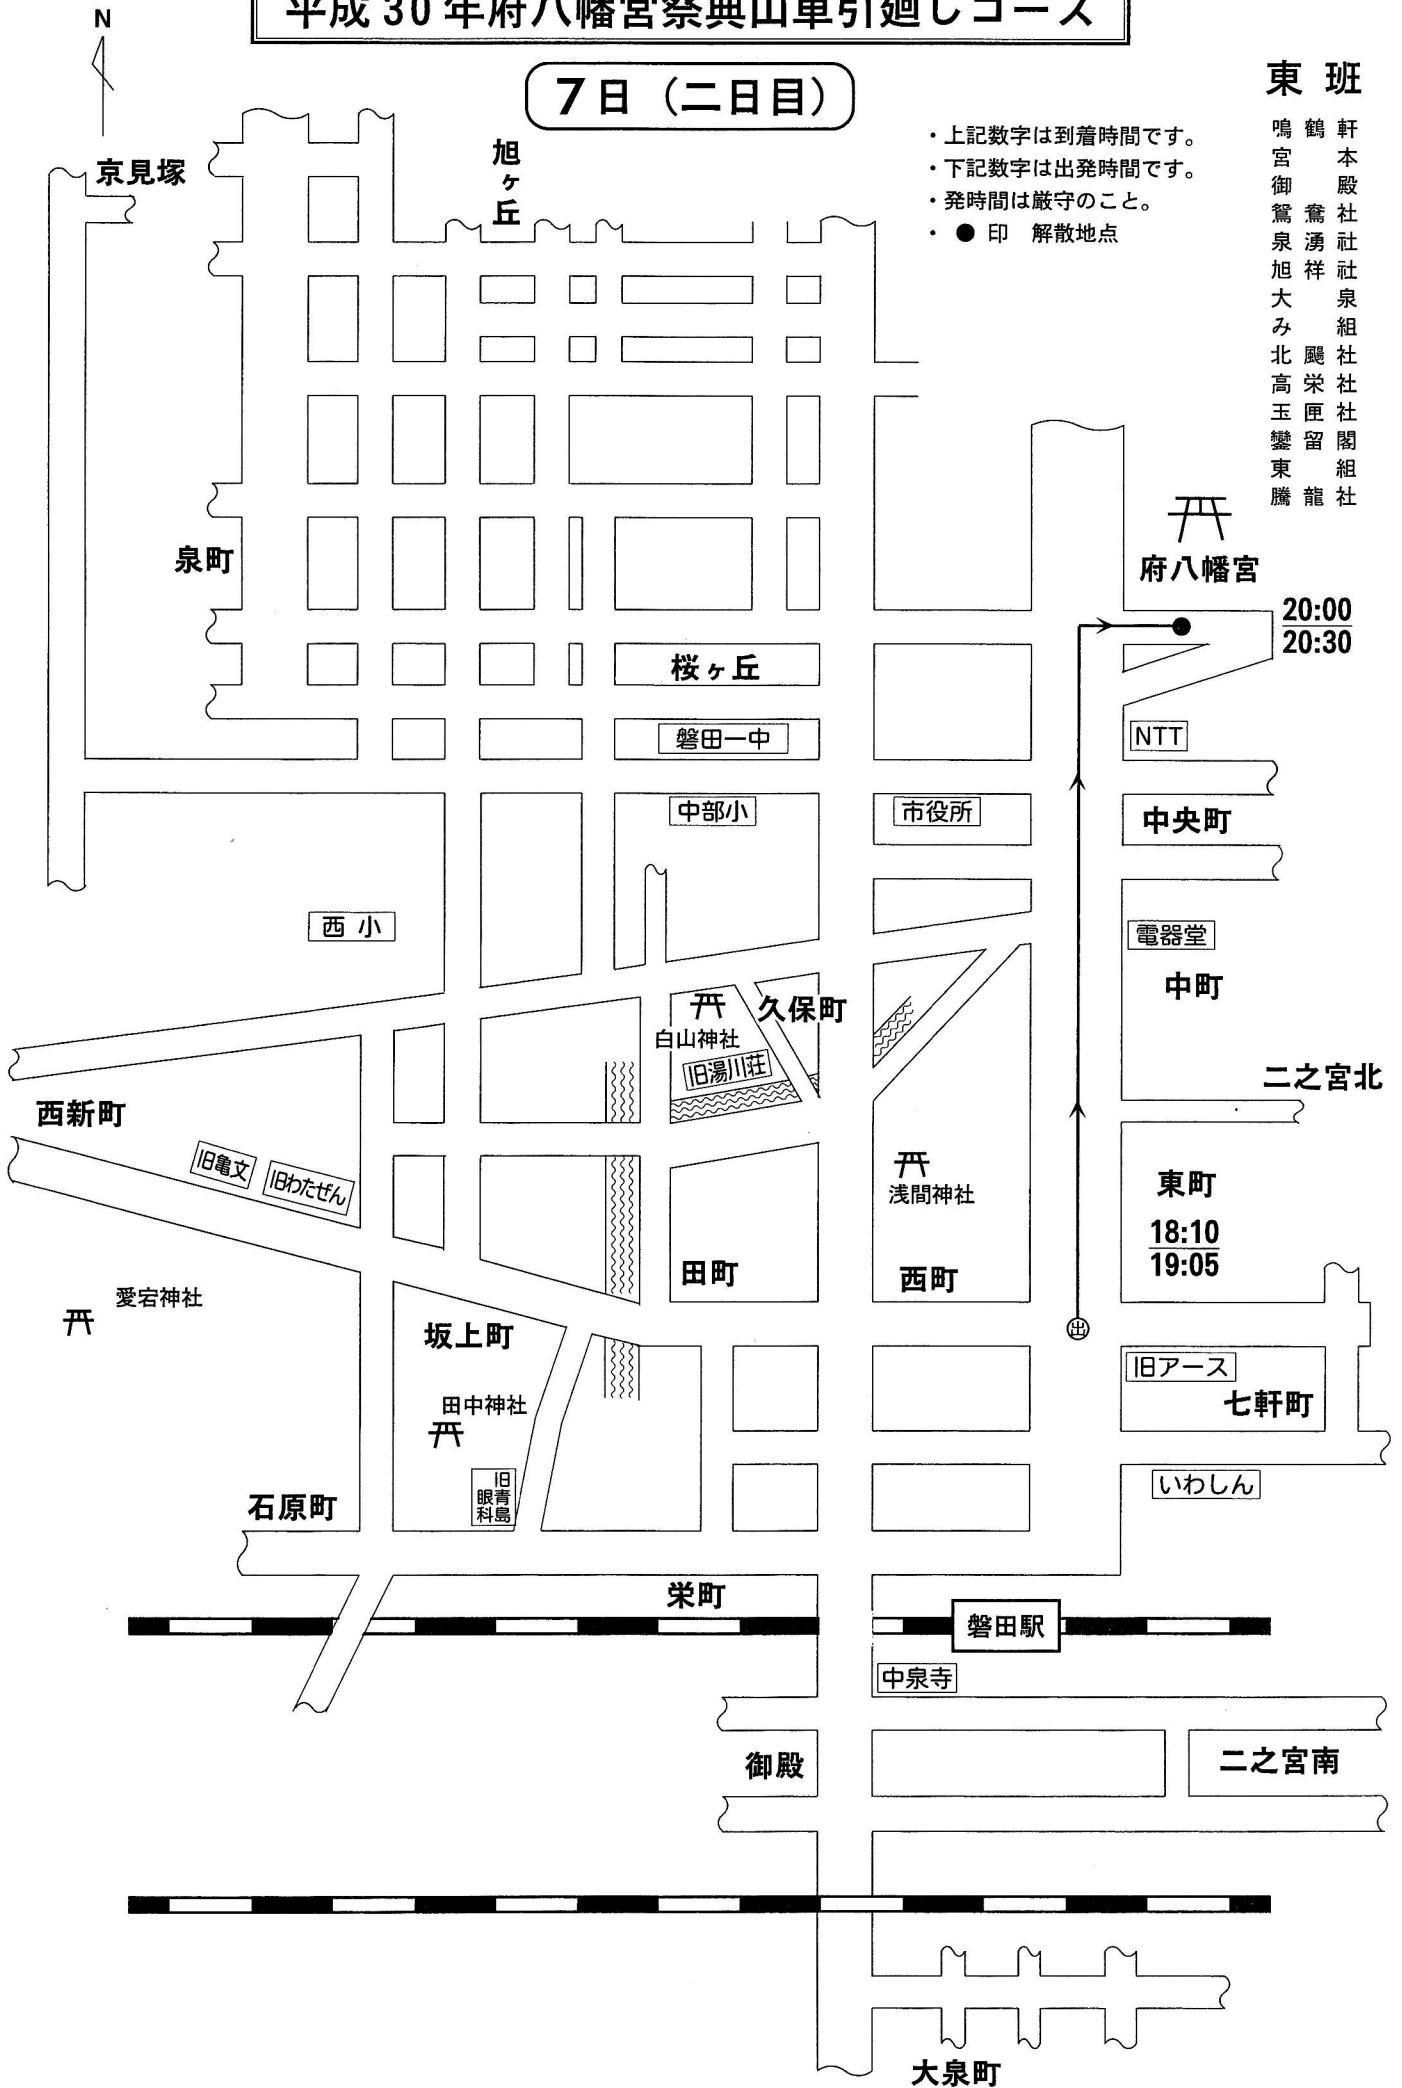 平成30年府八幡宮祭典山車引廻しコース
7日（二日目）
N
東班
・上記数字は到着時間です。
・下記数字は出発時間です。
・発時間は厳守のこと。
・●印　解散地点
鳴鶴軒
宮本
御殿
鴛鴦社
泉湧社
旭祥社
大泉
み組
北颺社
高栄社
玉匣社
鑾留閣
東組
騰龍社
京見塚
旭ヶ丘
泉町
府八幡宮
20:00
20:30
桜ヶ丘
磐田一中
NTT
中部小
市役所
中央町
西小
電器堂
中町
久保町
白山神社
旧湯川荘
二之宮北
西新町
旧亀文
旧わたぜん
浅間神社
東町
18:10
19:05
田町
西町
愛宕神社
坂上町
出
旧アース
七軒町
田中神社
旧青島眼科
いわしん
石原町
栄町
磐田駅
中泉寺
御殿
二之宮南
大泉町